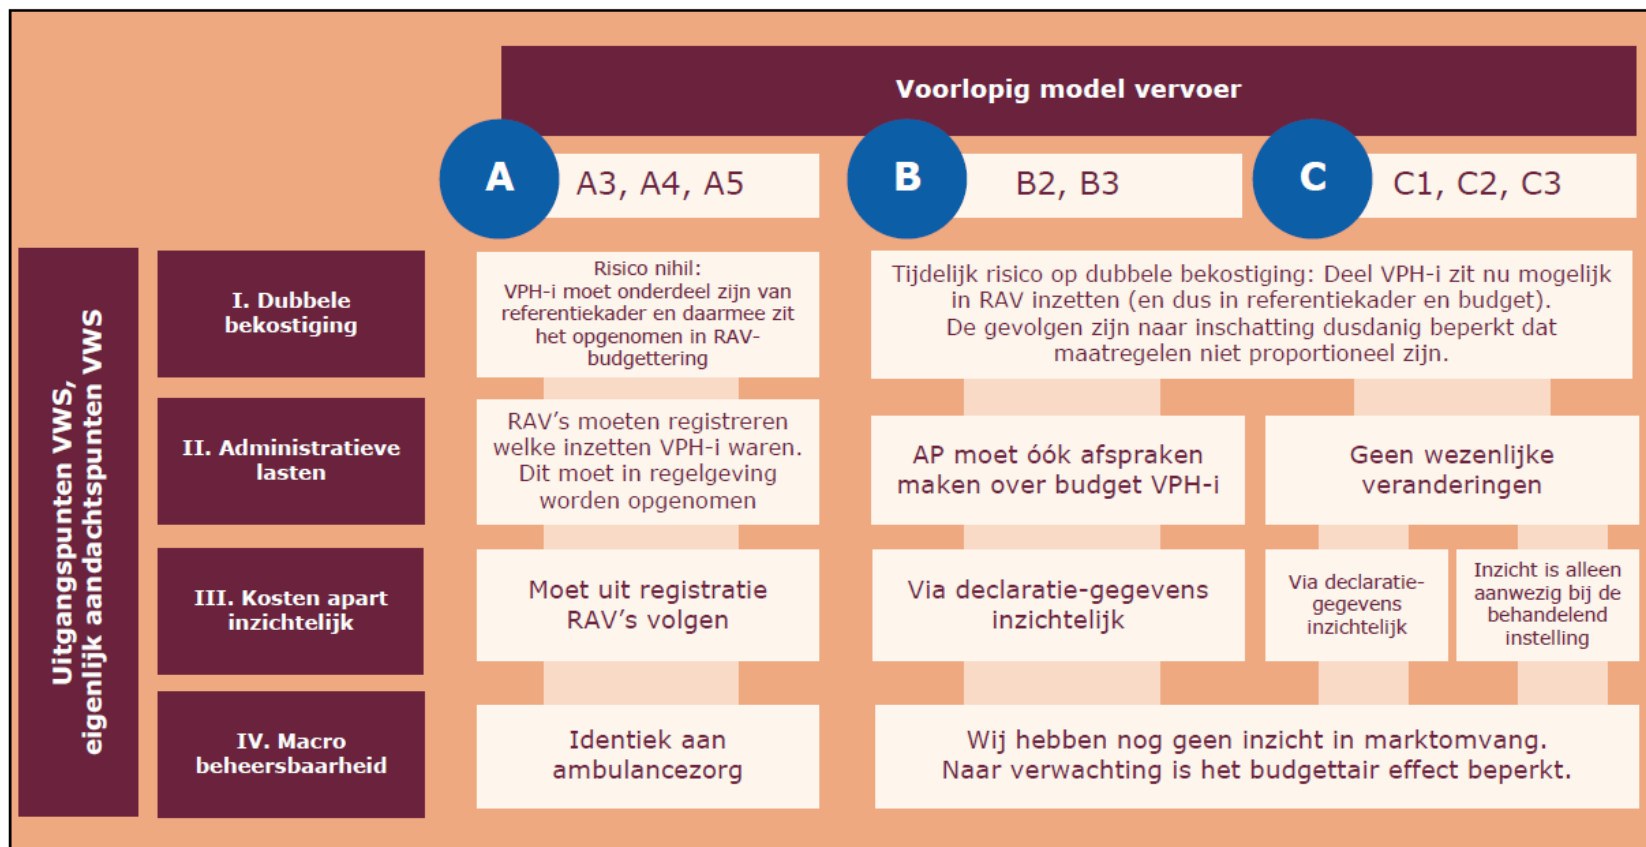 Voorlopig model vervoer
A
A3, A4, A5
B
B2, B3
C
C1, C2, C3
Uitgangspunten VWS,
eigenlijk aandachtspunten VWS
I. Dubbele
bekostiging
Risico nihil:
VPH-i moet onderdeel zijn van
referentiekader en daarmee zit
het opgenomen in RAV-
budgettering
Tijdelijk risico op dubbele bekostiging: Deel VPH-i zit nu mogelijk
in RAV inzetten (en dus in referentiekader en budget).
De gevolgen zijn naar inschatting dusdanig beperkt dat
maatregelen niet proportioneel zijn.
II. Administratieve
lasten
RAV's moeten registreren
welke inzetten VPH-i waren.
Dit moet in regelgeving
worden opgenomen
AP moet óók afspraken
maken over budget VPH-i
Geen wezenlijke
veranderingen
III. Kosten apart
inzichtelijk
Moet uit registratie
RAV's volgen
Via declaratie-gegevens
inzichtelijk
Via declaratie-
gegevens
inzichtelijk
Inzicht is alleen
aanwezig bij de
behandelend
instelling
IV. Macro
beheersbaarheid
Identiek aan
ambulancezorg
Wij hebben nog geen inzicht in marktomvang.
Naar verwachting is het budgettair effect beperkt.